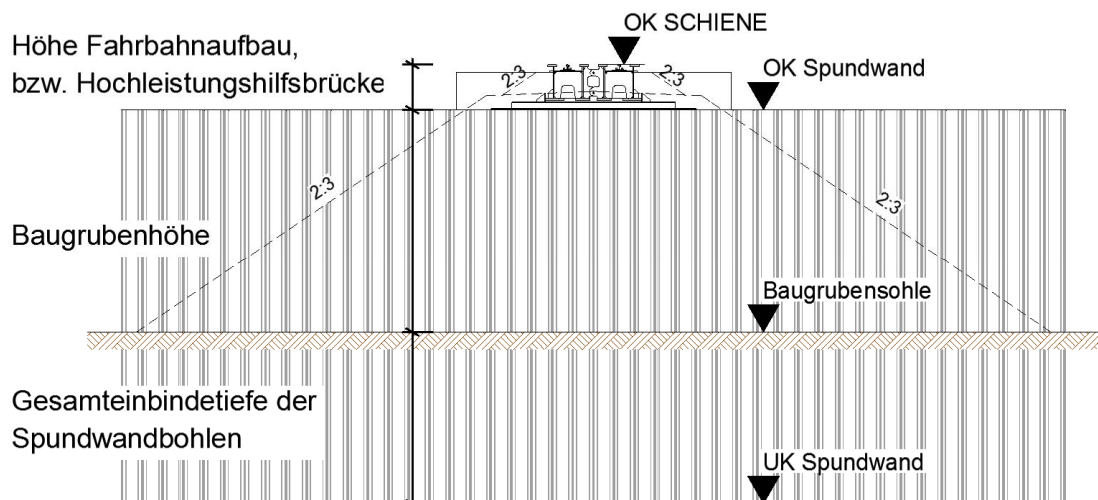 OK SCHIENE
Höhe Fahrbahnaufbau,
bzw. Hochleistungshilfsbrücke
2:3
2:3
OK Spundwand
2:3
2:3
Baugrubenhöhe
Baugrubensohle
Gesamteinbindetiefe der
Spundwandbohlen
UK Spundwand